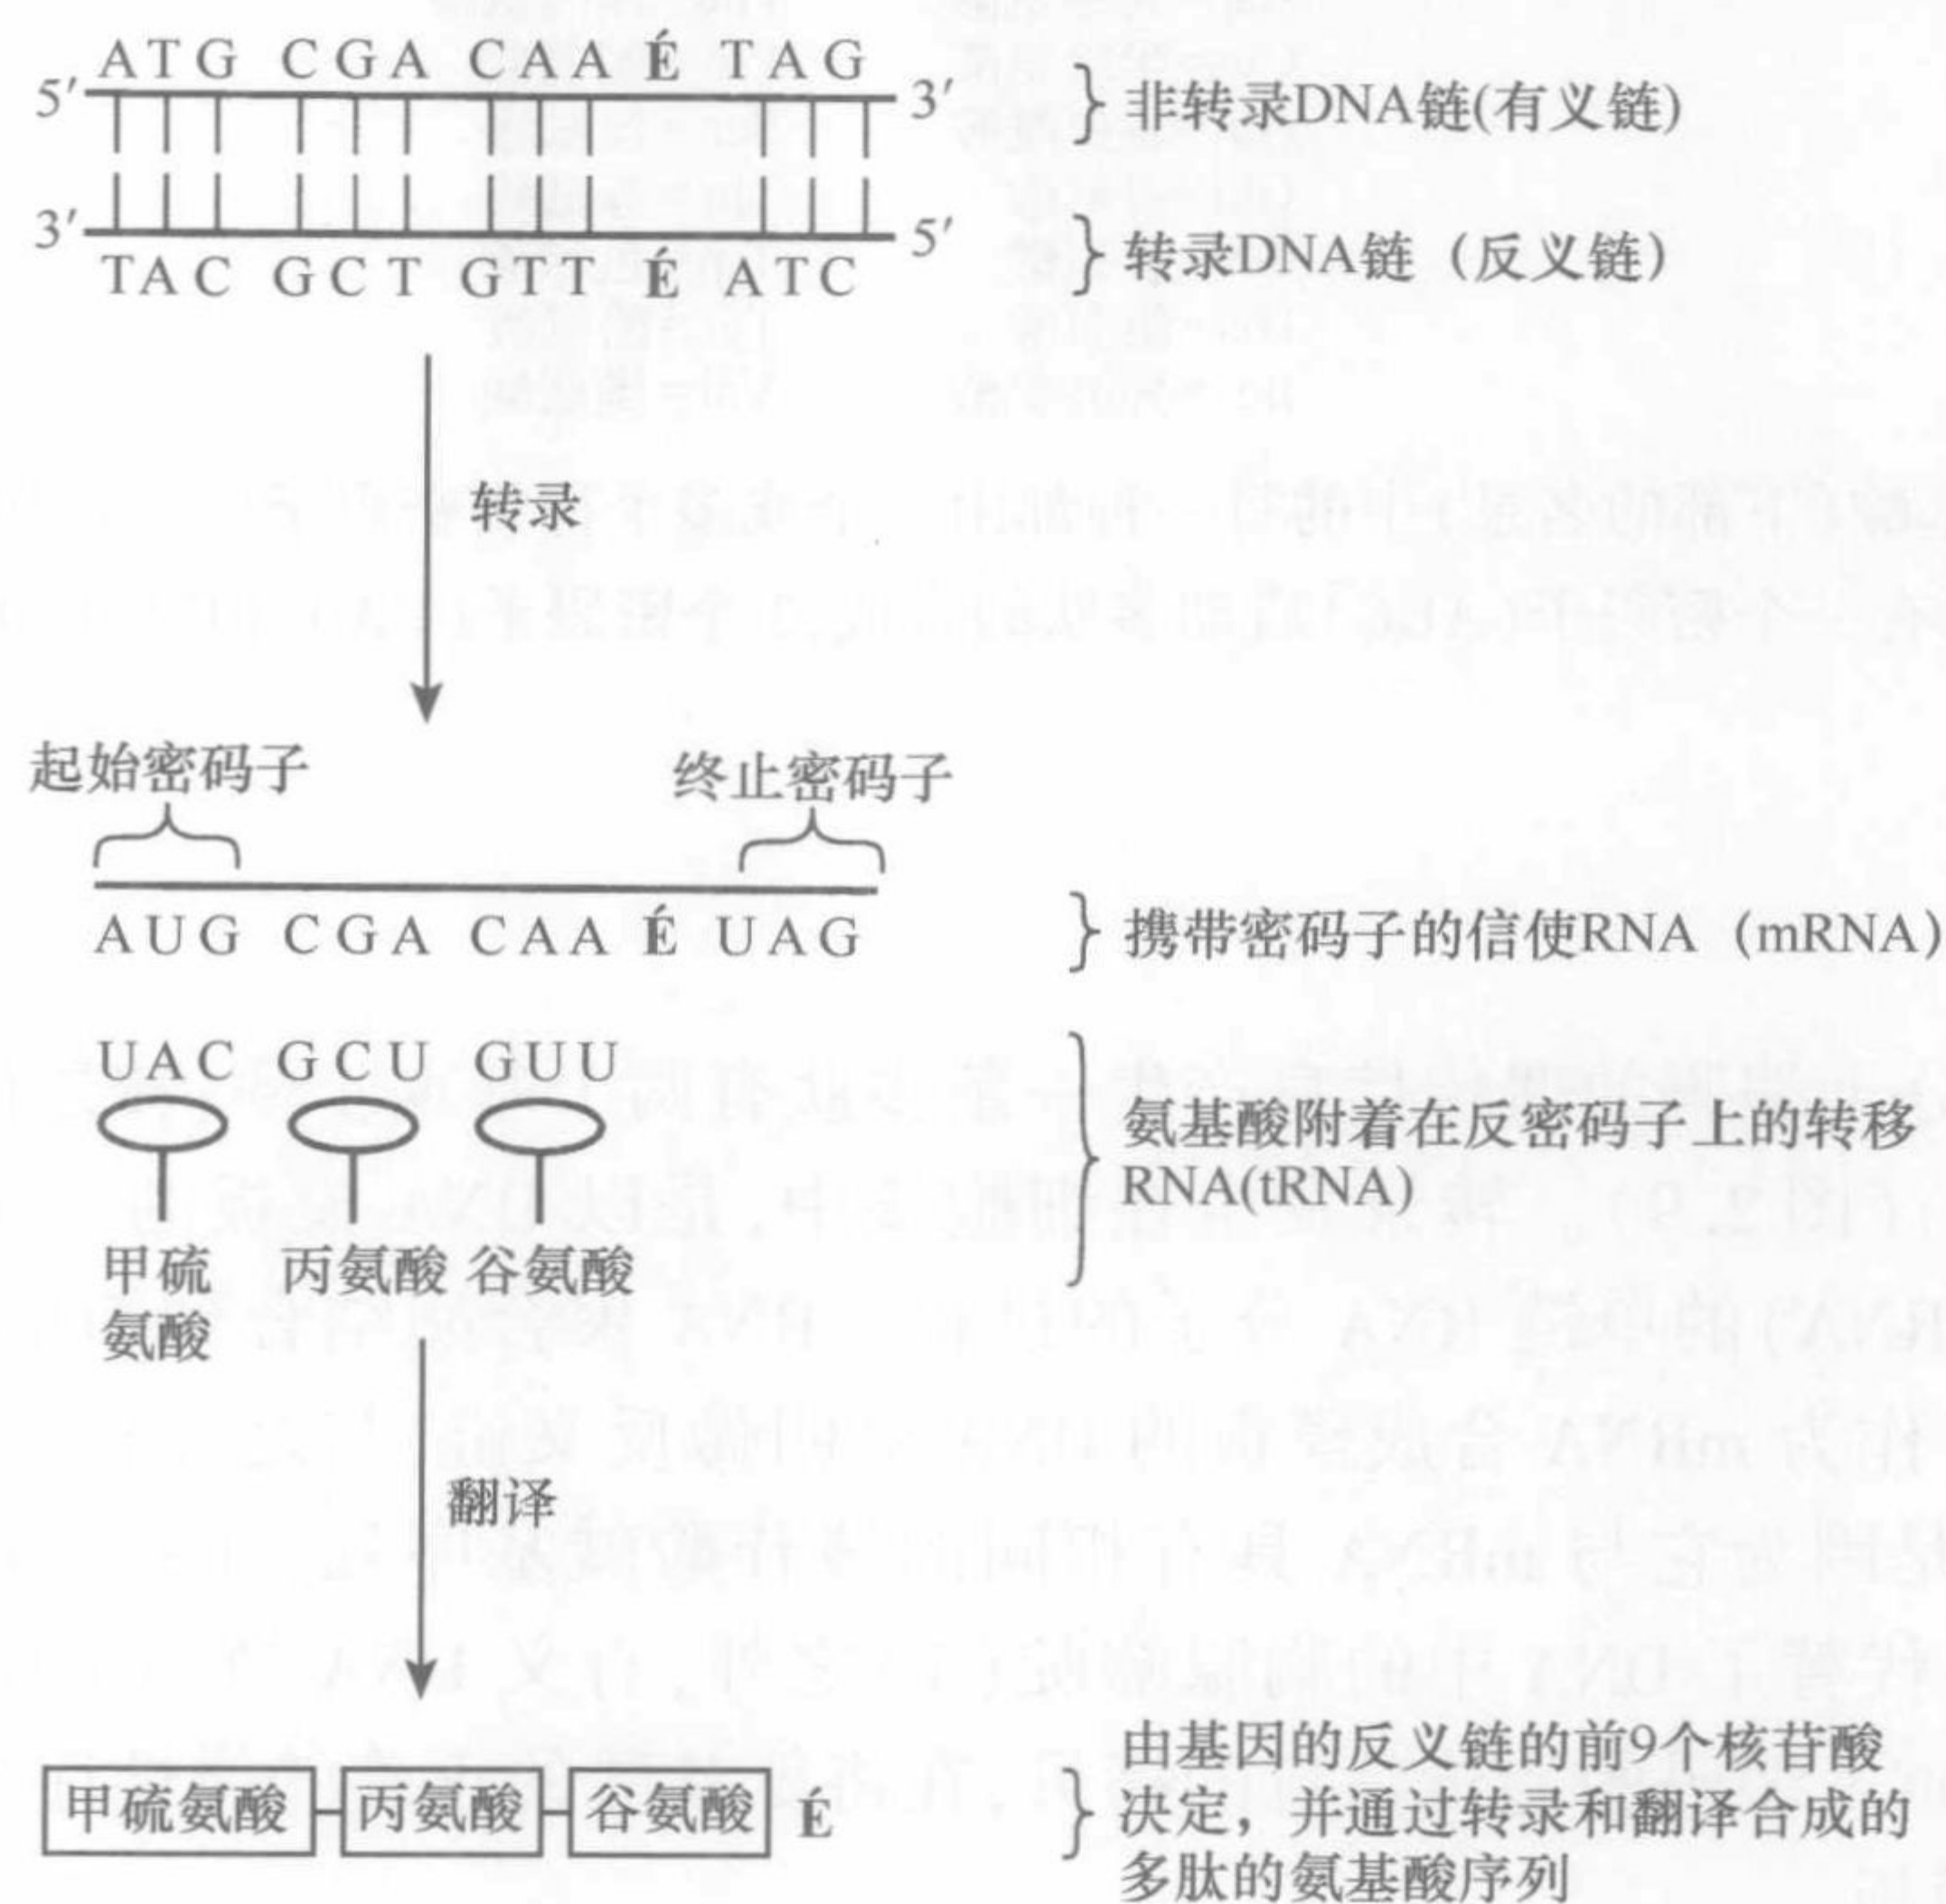 ATG CGA CAA É TAG
5′ 3′
}非转录DNA链(有义链)
3′ 5′
}转录DNA链（反义链）
TAC GCT GTT É ATC
转录
起始密码子 终止密码子
AUG CGA CAA É UAG
}携带密码子的信使RNA（mRNA）
UAC GCU GUU
氨基酸附着在反密码子上的转移
RNA(tRNA)
甲硫 丙氨酸 谷氨酸
氨酸
翻译
甲硫氨酸 丙氨酸 谷氨酸 É
由基因的反义链的前9个核苷酸
决定，并通过转录和翻译合成的
多肽的氨基酸序列